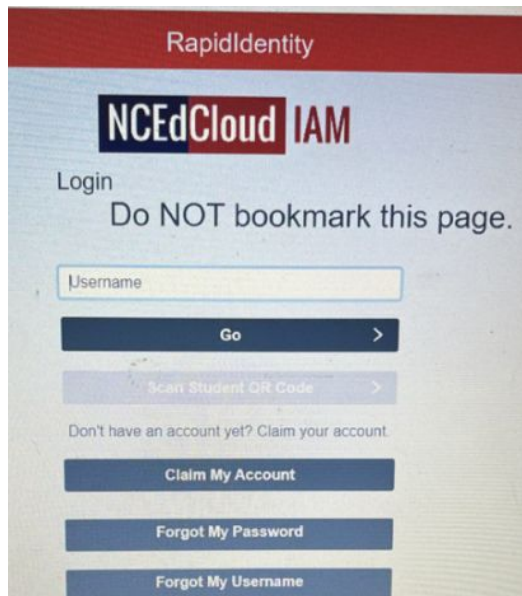 RapidIdentity
NCEdCloud IAM
Login
Do NOT bookmark this page.
Username
Go
Scan Student QR Code
Don't have an account yet? Claim your account.
Claim My Account
Forgot My Password
Forgot My Username